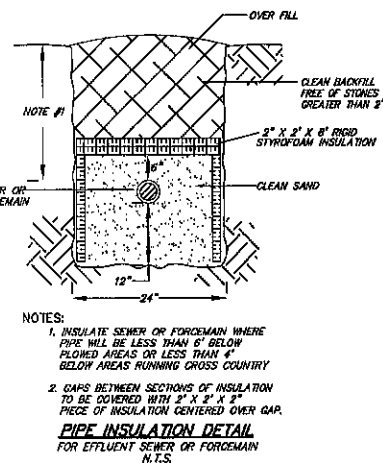 OVER FILL
CLEAN BACKFILL
FREE OF STONES
GREATER THAN 2"
NOTE #1
2" X 2' X 8' RIGID
STYROFOAM INSULATION
6"
ER OR
CEMAIN
CLEAN SAND
12"
24"
NOTES:
1. INSULATE SEWER OR FORCEMAIN WHERE
PIPE WILL BE LESS THAN 6' BELOW
PLOWED AREAS OR LESS THAN 4'
BELOW AREAS RUNNING CROSS COUNTRY
2. GAPS BETWEEN SECTIONS OF INSULATION
TO BE COVERED WITH 2' X 2' X 2"
PIECE OF INSULATION CENTERED OVER GAP.
PIPE INSULATION DETAIL
FOR EFFLUENT SEWER OR FORCEMAIN
N.T.S.